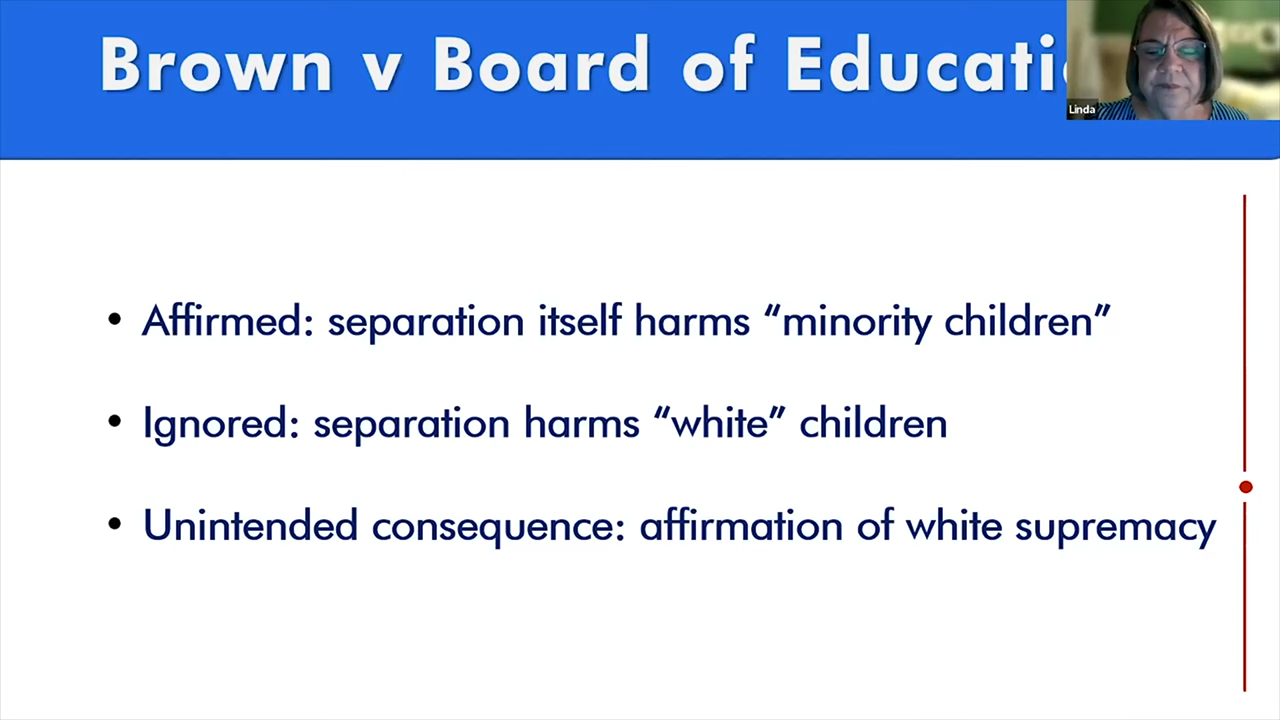 Brown v Board of Educati
Linda
• Affirmed: separation itself harms “minority children”
• Ignored: separation harms “white” children
• Unintended consequence: affirmation of white supremacy